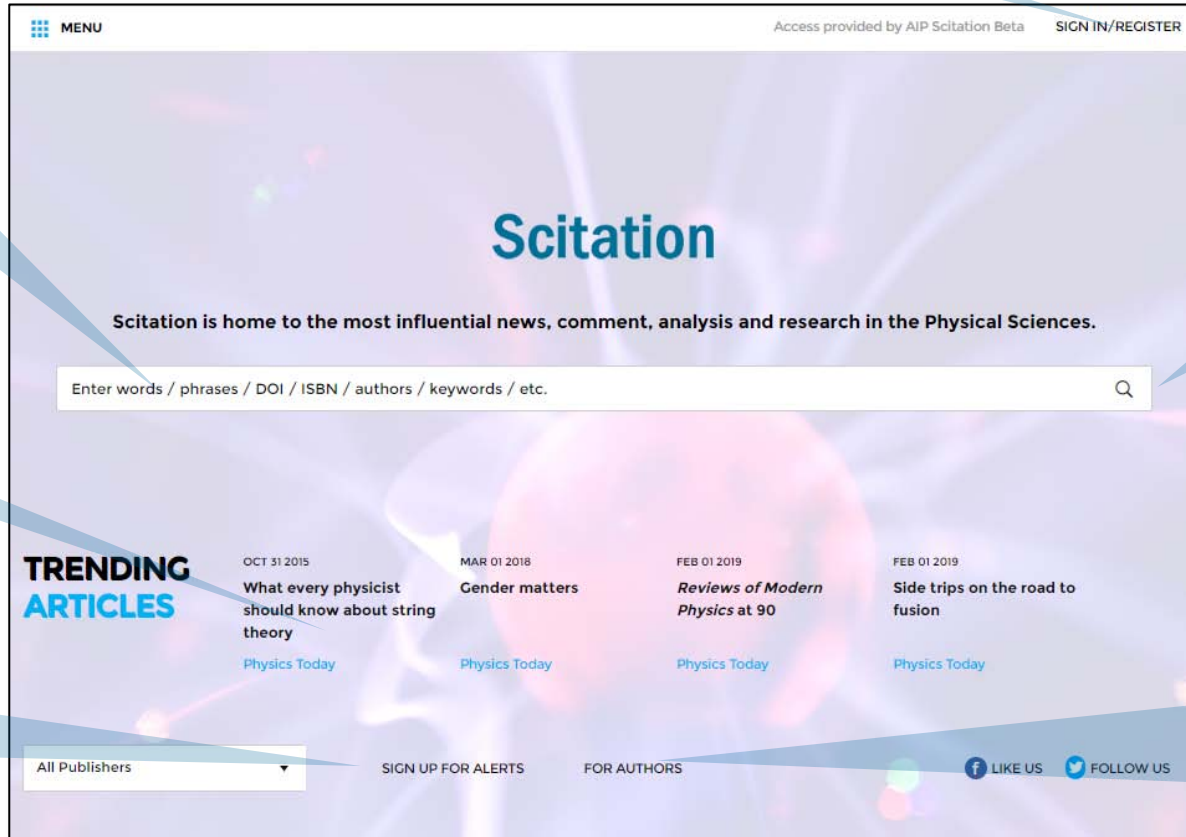 MENU
Access provided by AIP Scitation Beta
SIGN IN/REGISTER
Scitation
Scitation is home to the most influential news, comment, analysis and research in the Physical Sciences.
Enter words / phrases / DOI / ISBN / authors / keywords / etc.
TRENDING
ARTICLES
OCT 31 2015
What every physicist
should know about string
theory
Physics Today
MAR 01 2018
Gender matters
Physics Today
FEB 01 2019
Reviews of Modern
Physics at 90
Physics Today
FEB 01 2019
Side trips on the road to
fusion
Physics Today
All Publishers
SIGN UP FOR ALERTS
FOR AUTHORS
LIKE US
FOLLOW US